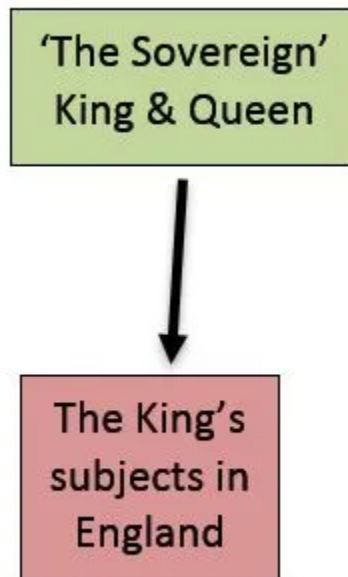 ‘The Sovereign’
King & Queen
The King’s
subjects in
England